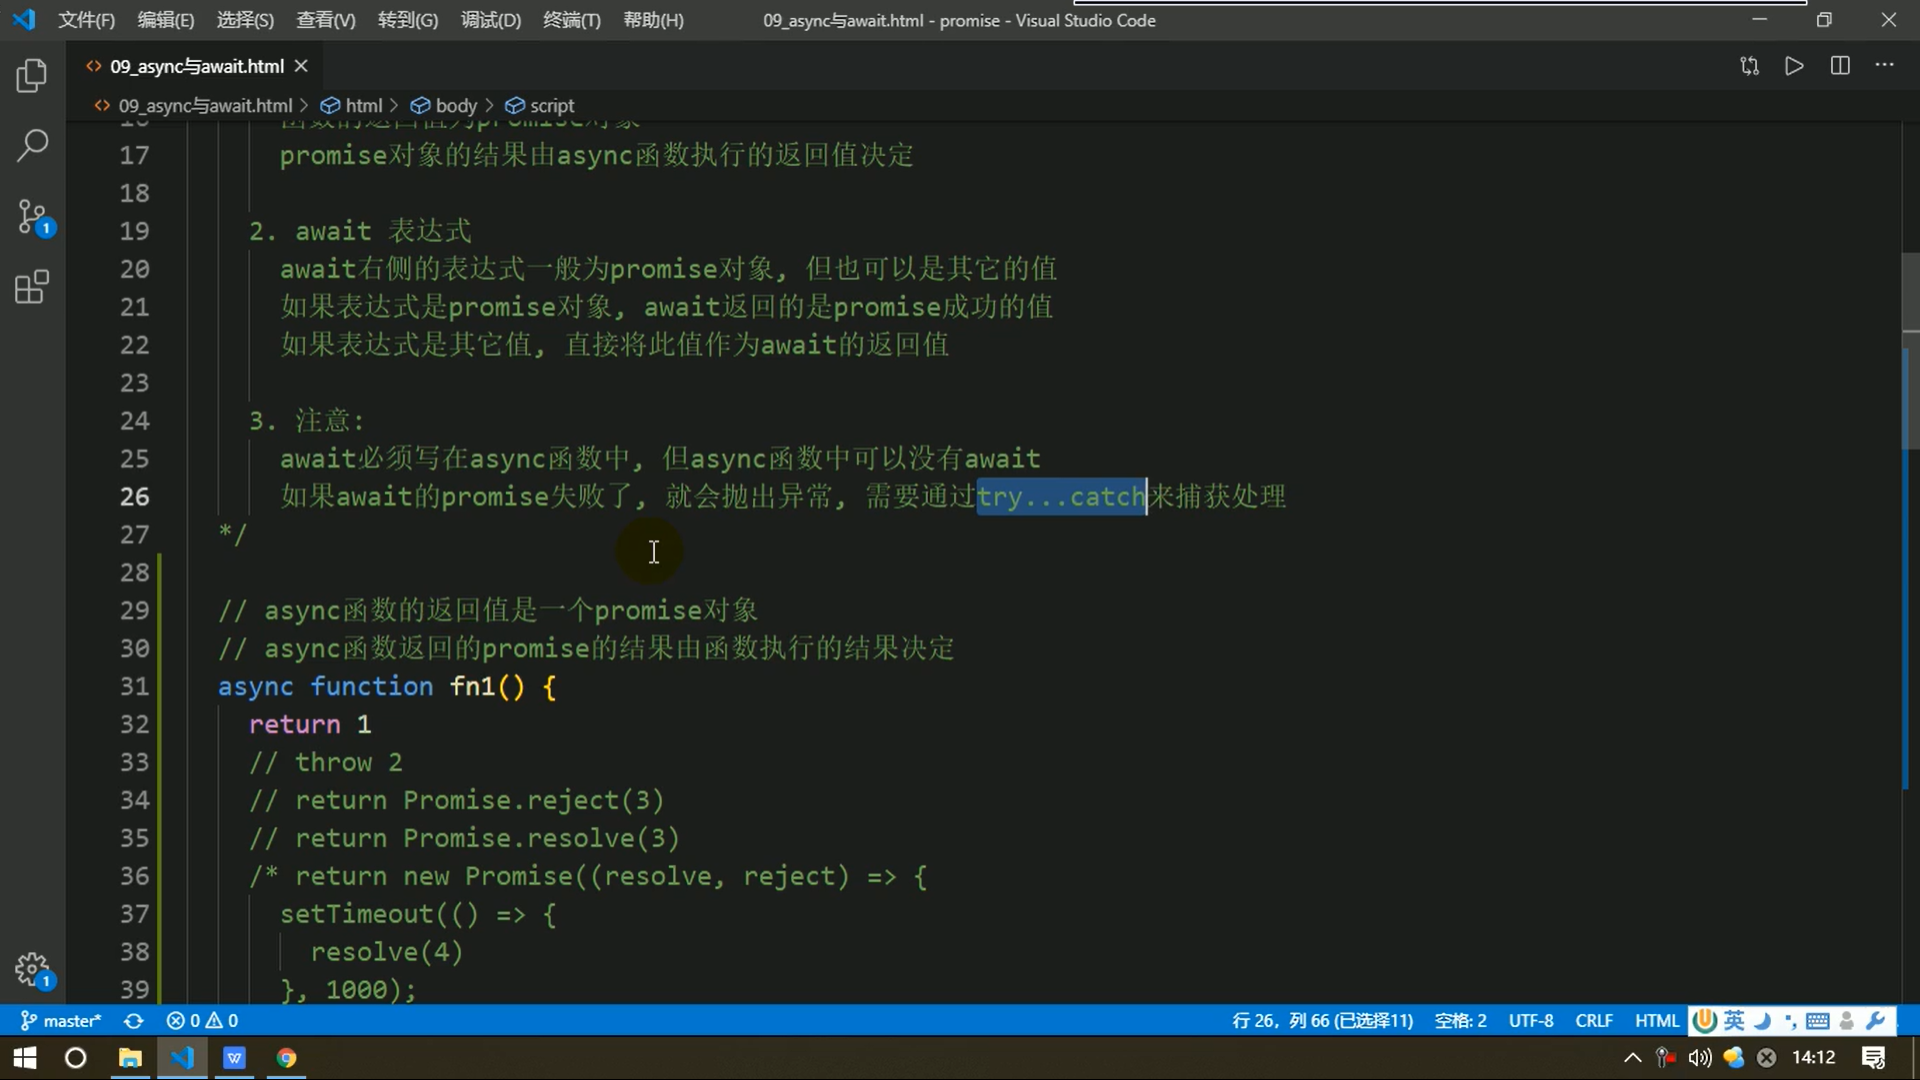 文件(F) 编辑(E) 选择(S) 查看(V) 转到(G) 调试(D) 终端(T) 帮助(H) 09_async与await.html - promise - Visual Studio Code
09_async与await.html
09_async与await.html > html > body > script
16 函数的返回值为promise对象
17 promise对象的结果由async函数执行的返回值决定
18
19 2. await 表达式
20 await右侧的表达式一般为promise对象, 但也可以是其它的值
21 如果表达式是promise对象, await返回的是promise成功的值
22 如果表达式是其它值, 直接将此值作为await的返回值
23
24 3. 注意:
25 await必须写在async函数中, 但async函数中可以没有await
26 如果await的promise失败了, 就会抛出异常, 需要通过try...catch来捕获处理
27 */
28
29 // async函数的返回值是一个promise对象
30 // async函数返回的promise的结果由函数执行的结果决定
31 async function fn1() {
32 return 1
33 // throw 2
34 // return Promise.reject(3)
35 // return Promise.resolve(3)
36 /* return new Promise((resolve, reject) => {
37 setTimeout(() => {
38 resolve(4)
39 }, 1000);
1
1
master* 0 0 行 26，列 66 (已选择11) 空格: 2 UTF-8 CRLF HTML 英
14:12